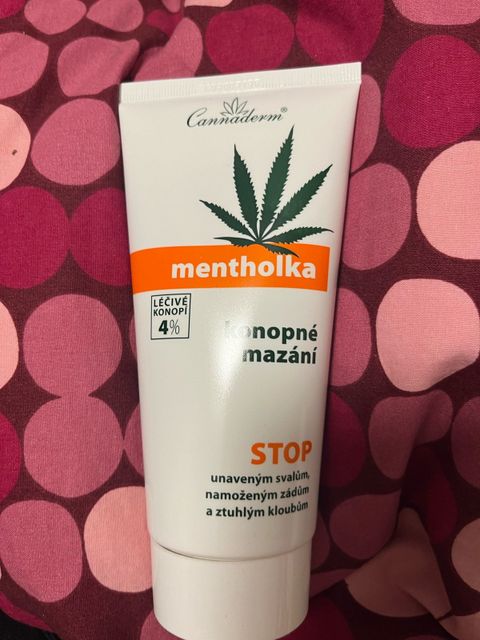 Cannaderm®
mentholka
LÉČIVÉ
KONOPÍ
4%
konopné
mazání
STOP
unaveným svalům,
namoženým zádům
a ztuhlým kloubům